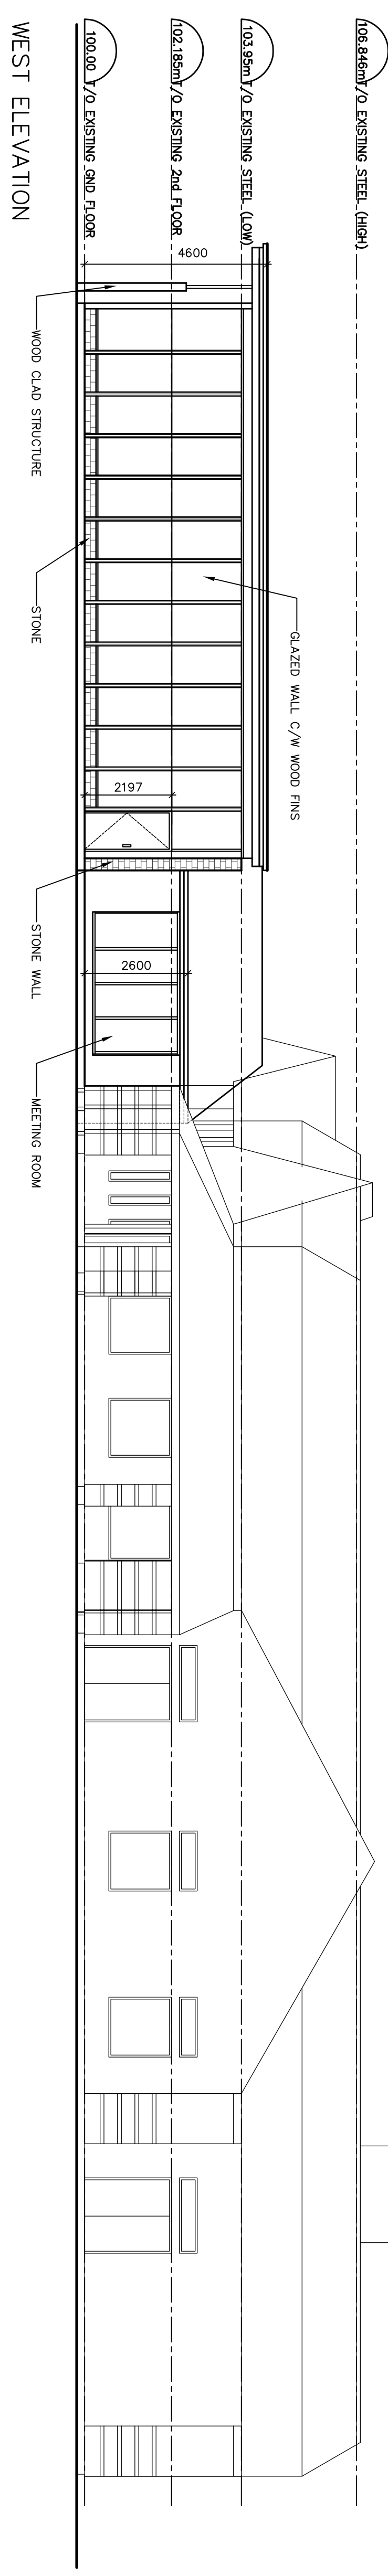 106.846m T/O EXISTING STEEL (HIGH)
103.95m T/O EXISTING STEEL (LOW)
102.185m T/O EXISTING 2nd FLOOR
100.00 T/O EXISTING GND FLOOR
4600
GLAZED WALL C/W WOOD FINS
2197
2600
WOOD CLAD STRUCTURE
STONE
STONE WALL
MEETING ROOM
WEST ELEVATION